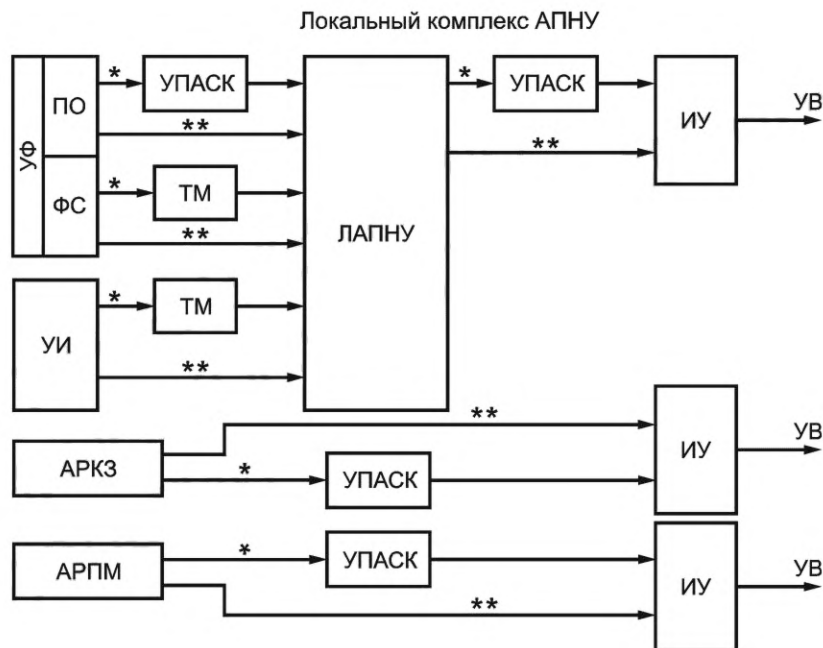 Локальный комплекс АПНУ
УФ
ПО
*
УПАСК
**
ФС
*
ТМ
**
УИ
*
ТМ
**
ЛАПНУ
*
УПАСК
**
ИУ
УВ
АРКЗ
**
*
УПАСК
ИУ
УВ
АРПМ
*
УПАСК
**
ИУ
УВ